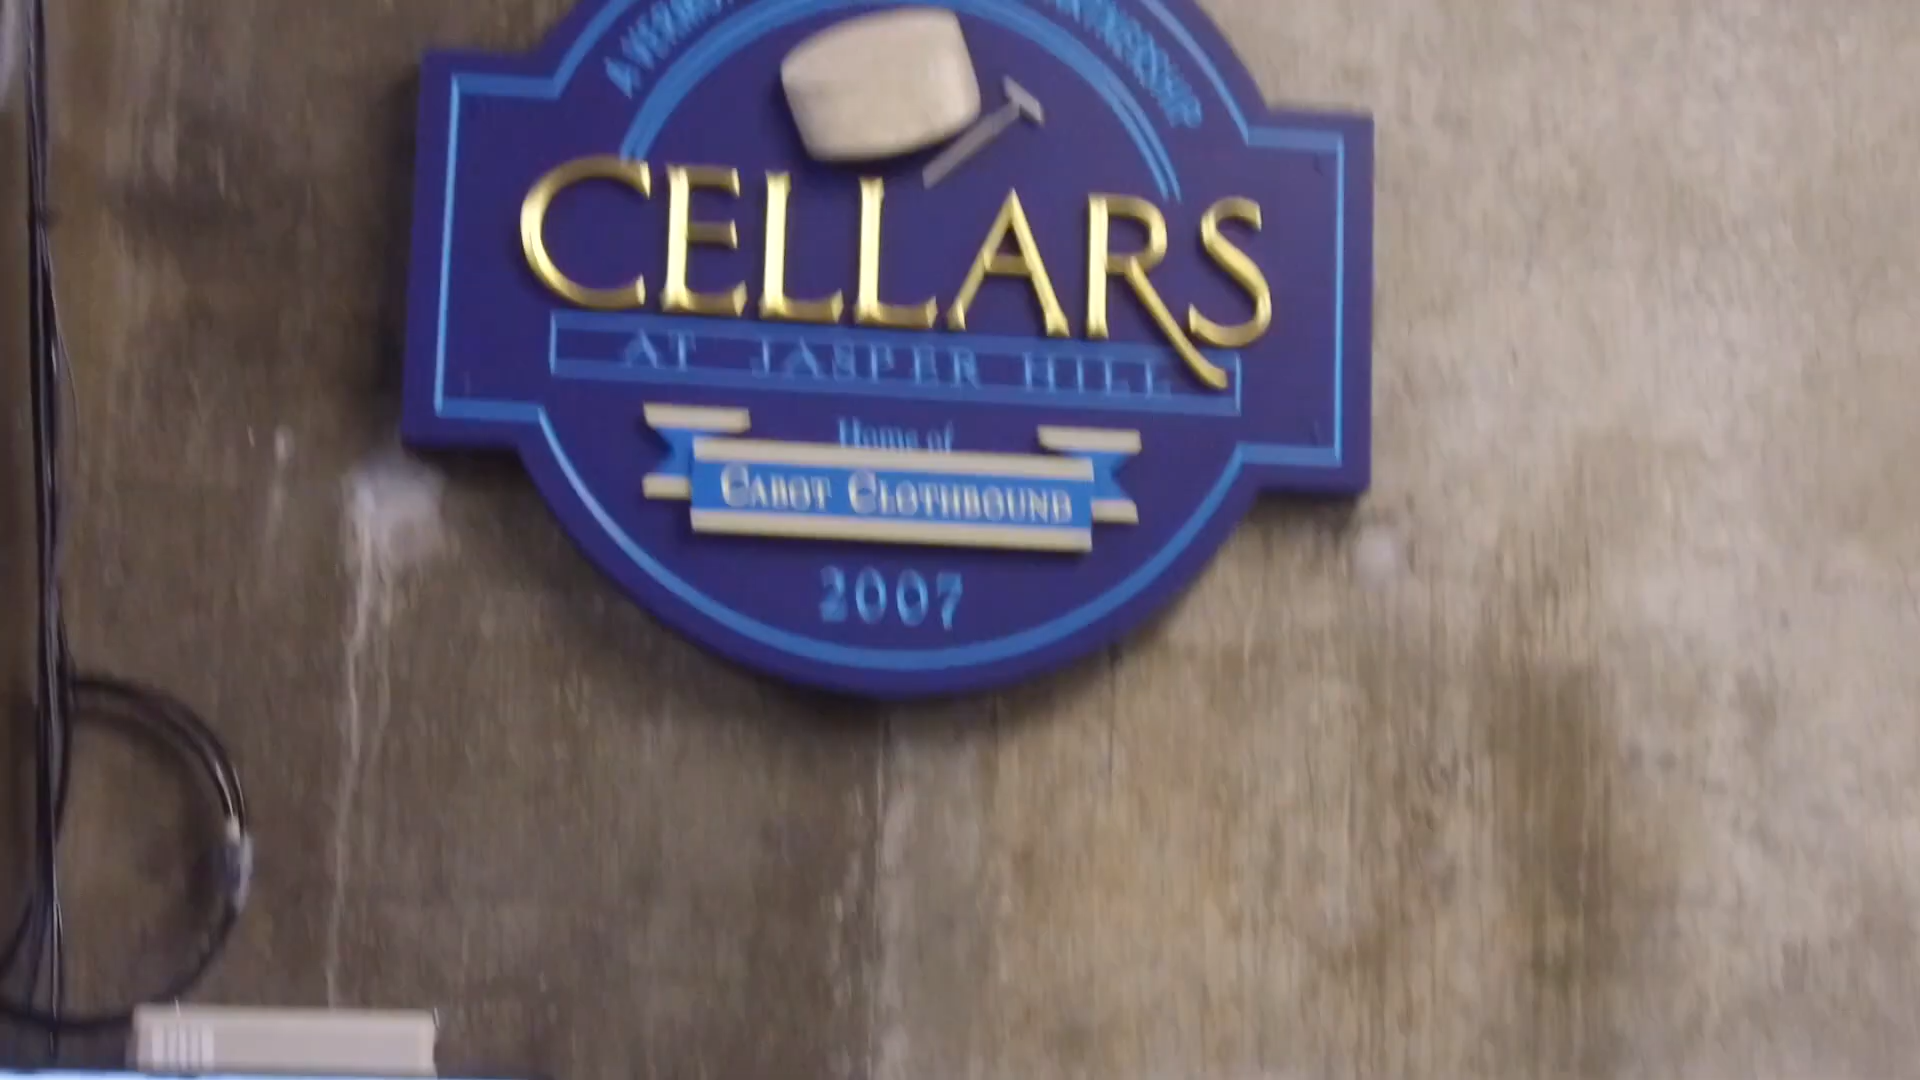 CELLARS
AT JASPER HILL
Home of
CABOT CLOTHBOUND
2007